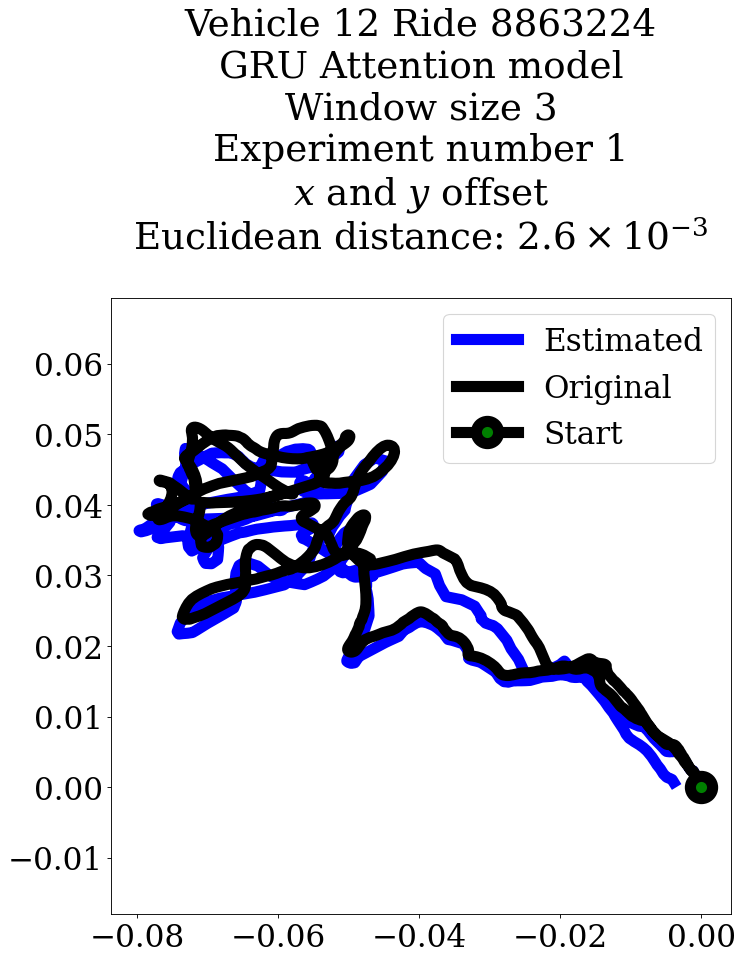 Vehicle 12 Ride 8863224
GRU Attention model
Window size 3
Experiment number 1
x and y offset
Euclidean distance: 2.6 × 10⁻³
Estimated
Original
Start
0.06
0.05
0.04
0.03
0.02
0.01
0.00
−0.01
−0.08 −0.06 −0.04 −0.02 0.00